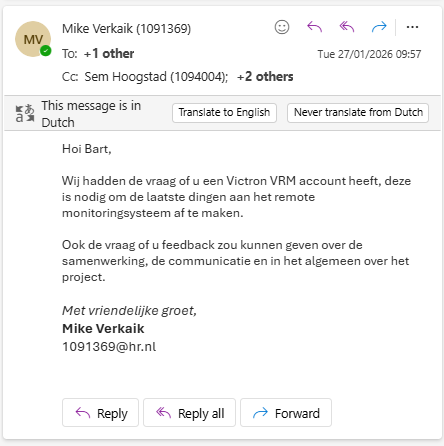 MV
Mike Verkaik (1091369)
To: +1 other
Tue 27/01/2026 09:57
Cc: Sem Hoogstad (1094004); +2 others
This message is in Dutch
Translate to English
Never translate from Dutch
Hoi Bart,
Wij hadden de vraag of u een Victron VRM account heeft, deze
is nodig om de laatste dingen aan het remote
monitoringsysteem af te maken.
Ook de vraag of u feedback zou kunnen geven over de
samenwerking, de communicatie en in het algemeen over het
project.
Met vriendelijke groet,
Mike Verkaik
1091369@hr.nl
Reply
Reply all
Forward